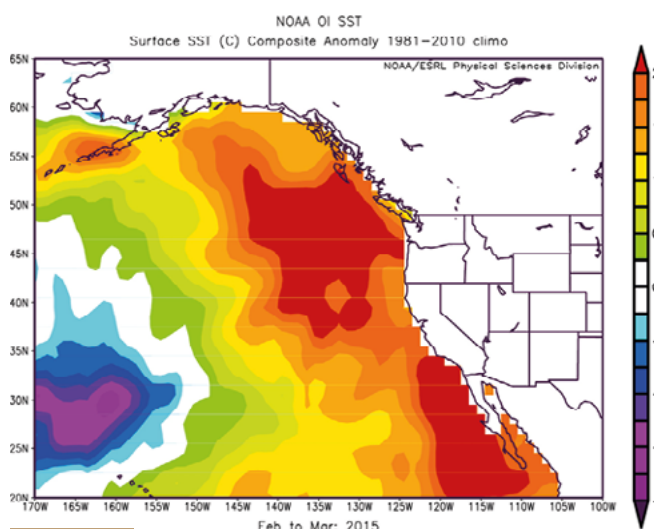 NOAA OI SST
Surface SST (C) Composite Anomaly 1981-2010 climo
NOAA/ESRL Physical Sciences Division
65N
60N
55N
50N
45N
40N
35N
30N
25N
20N
170W 165W 160W 155W 150W 145W 140W 135W 130W 125W 120W 115W 110W 105W 100W
Feb to Mar: 2015